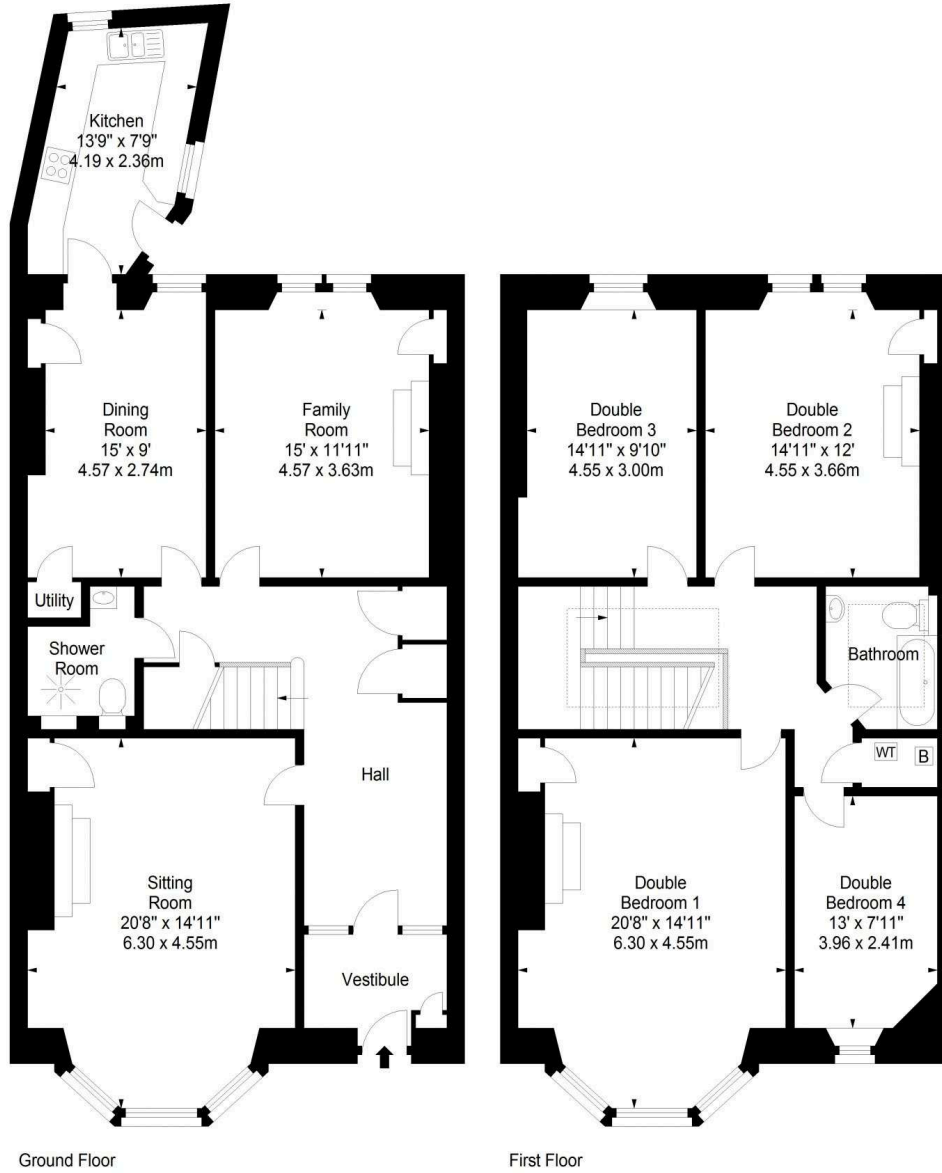 Kitchen
13'9" x 7'9"
4.19 x 2.36m
Dining
Room
15' x 9'
4.57 x 2.74m
Family
Room
15' x 11'11"
4.57 x 3.63m
Utility
Shower
Room
Hall
Sitting
Room
20'8" x 14'11"
6.30 x 4.55m
Vestibule
Ground Floor
Double
Bedroom 3
14'11" x 9'10"
4.55 x 3.00m
Double
Bedroom 2
14'11" x 12'
4.55 x 3.66m
Bathroom
WT
B
Double
Bedroom 1
20'8" x 14'11"
6.30 x 4.55m
Double
Bedroom 4
13' x 7'11"
3.96 x 2.41m
First Floor